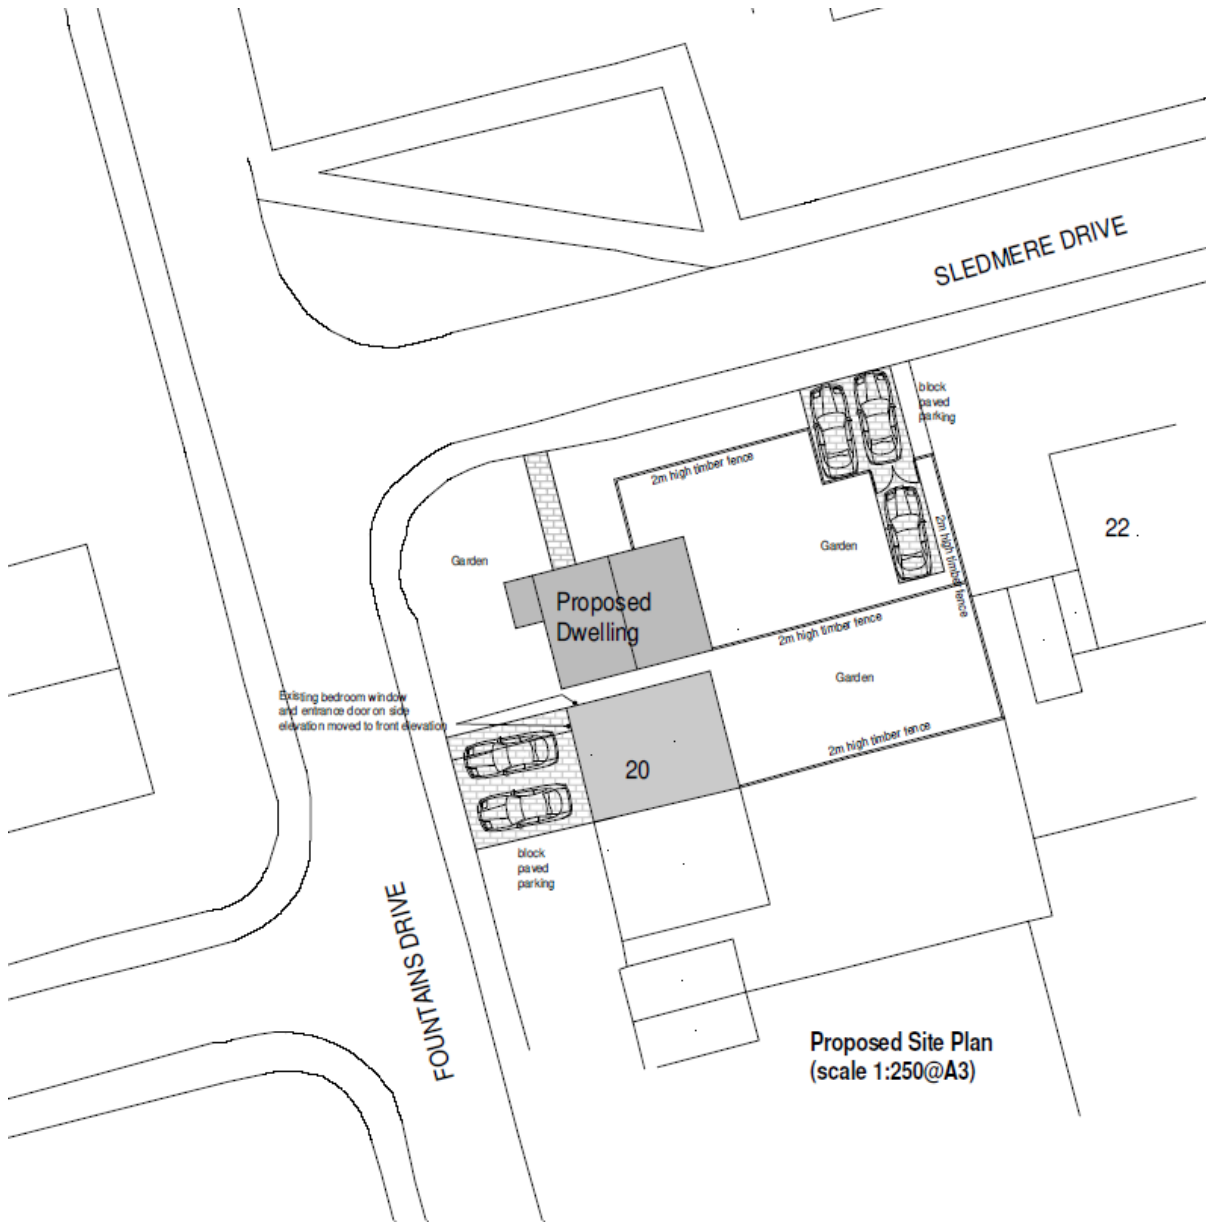 SLEDMERE DRIVE
block
paved
parking
2m high timber fence
22 .
2m high timber fence
Garden
Garden
Proposed
Dwelling
2m high timber fence
Garden
Existing bedroom window
and entrance door on side
elevation moved to front elevation
2m high timber fence
20
block
paved
parking
FOUNTAINS DRIVE
Proposed Site Plan
(scale 1:250@A3)